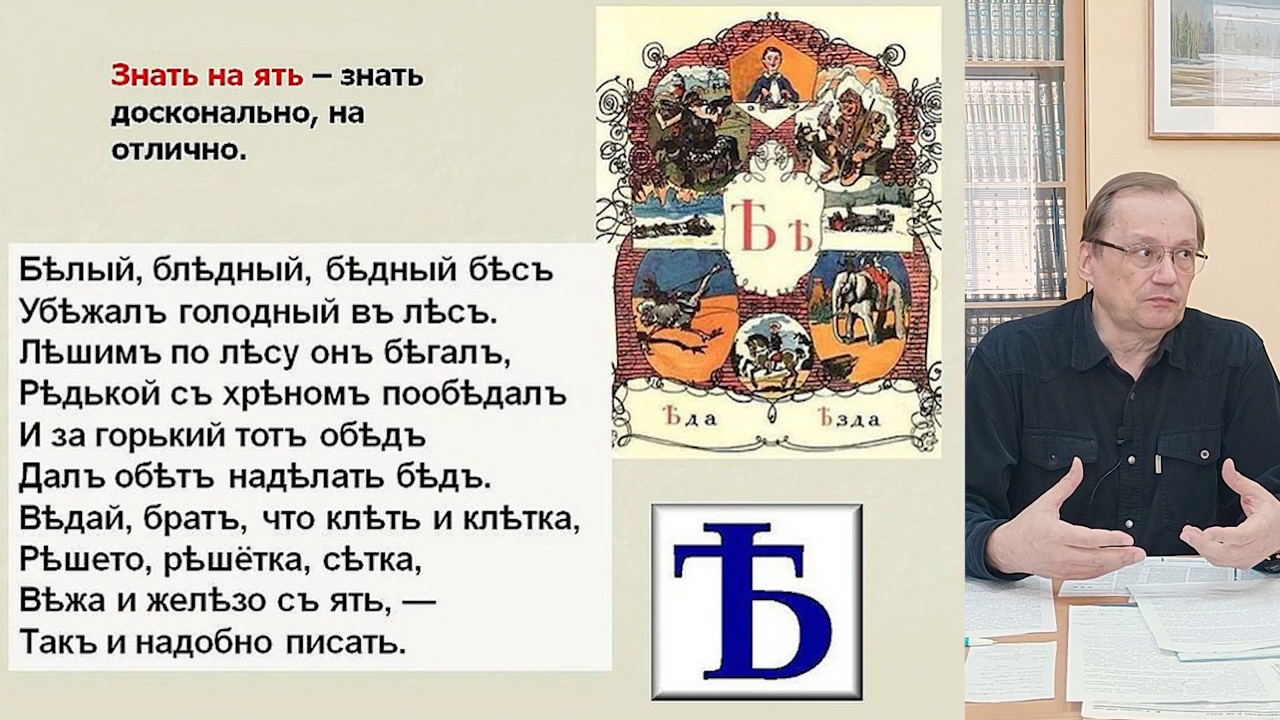 Знать на ять – знать
досконально, на
отлично.
Бѣлый, блѣдный, бѣдный бѣсъ
Убѣжалъ голодный въ лѣсъ.
Лѣшимъ по лѣсу онъ бѣгалъ,
Рѣдькой съ хрѣномъ пообѣдалъ
И за горький тотъ обѣдъ
Далъ обѣтъ надѣлать бѣдъ.
Вѣдай, братъ, что клѣть и клѣтка,
Рѣшето, рѣшётка, сѣтка,
Вѣжа и желѣзо съ ять, —
Такъ и надобно писать.
Ѣ ѣ
Ѣда Ѣзда
Ѣ